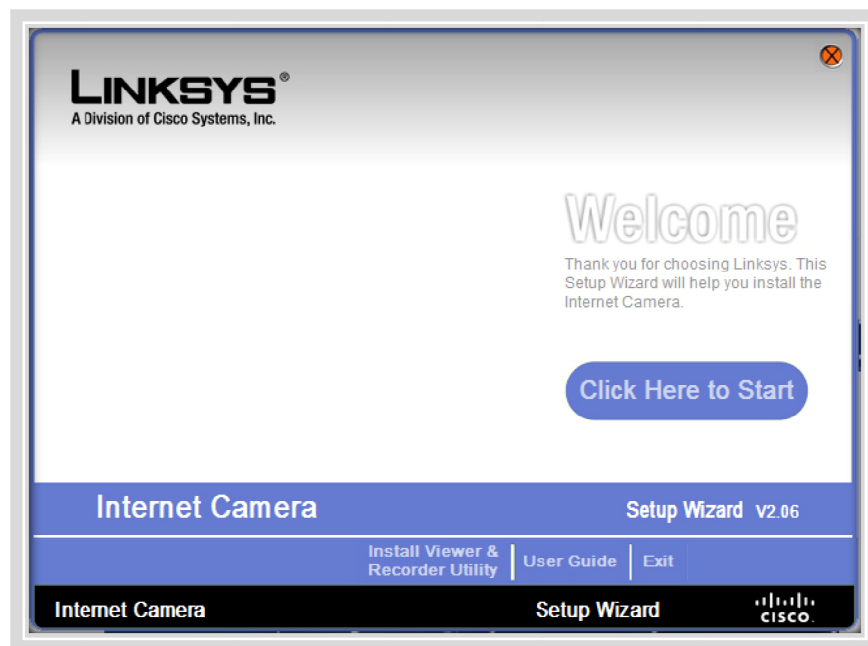 LINKSYS®
A Division of Cisco Systems, Inc.
Welcome
Thank you for choosing Linksys. This
Setup Wizard will help you install the
Internet Camera.
Click Here to Start
Internet Camera
Setup Wizard V2.06
Install Viewer &
Recorder Utility
User Guide
Exit
Internet Camera
Setup Wizard
CISCO.